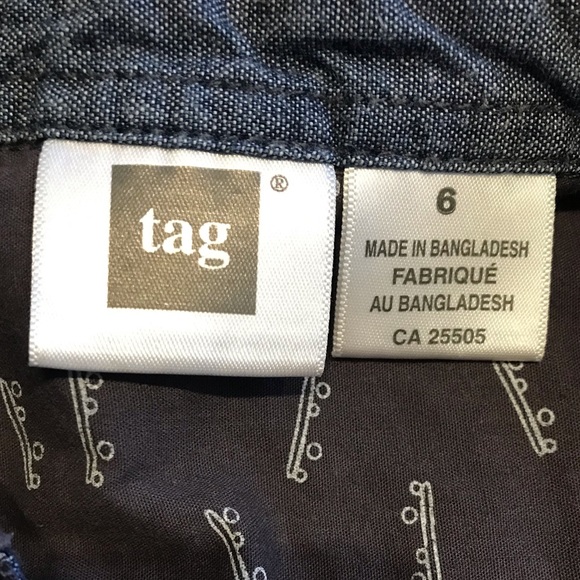 tag
®
6
MADE IN BANGLADESH
FABRIQUÉ
AU BANGLADESH
CA 25505